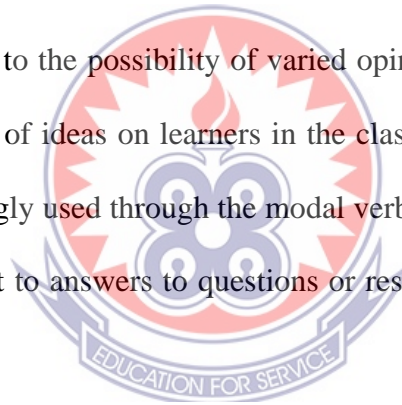 to the possibility of varied opi
of ideas on learners in the clas
gly used through the modal verb
t to answers to questions or res
EDUCATION FOR SERVICE